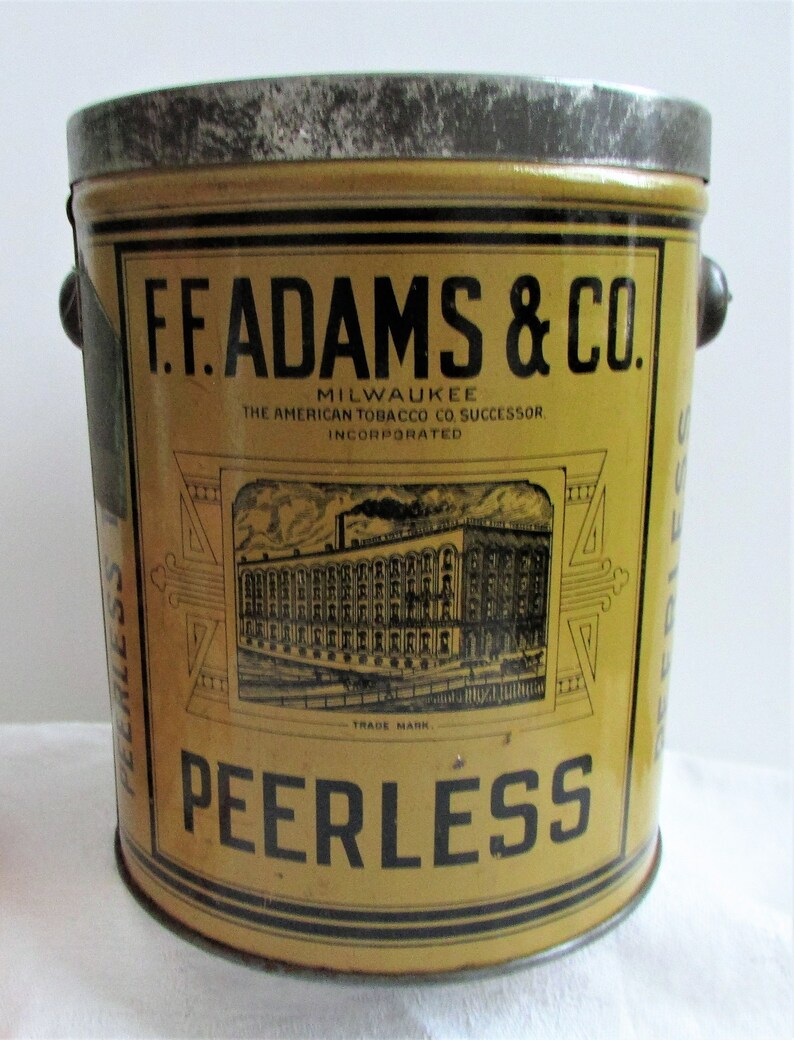 F.F. ADAMS & CO.
MILWAUKEE
THE AMERICAN TOBACCO CO. SUCCESSOR.
INCORPORATED
TRADE MARK.
PEERLESS
PEERLESS
PEERLESS